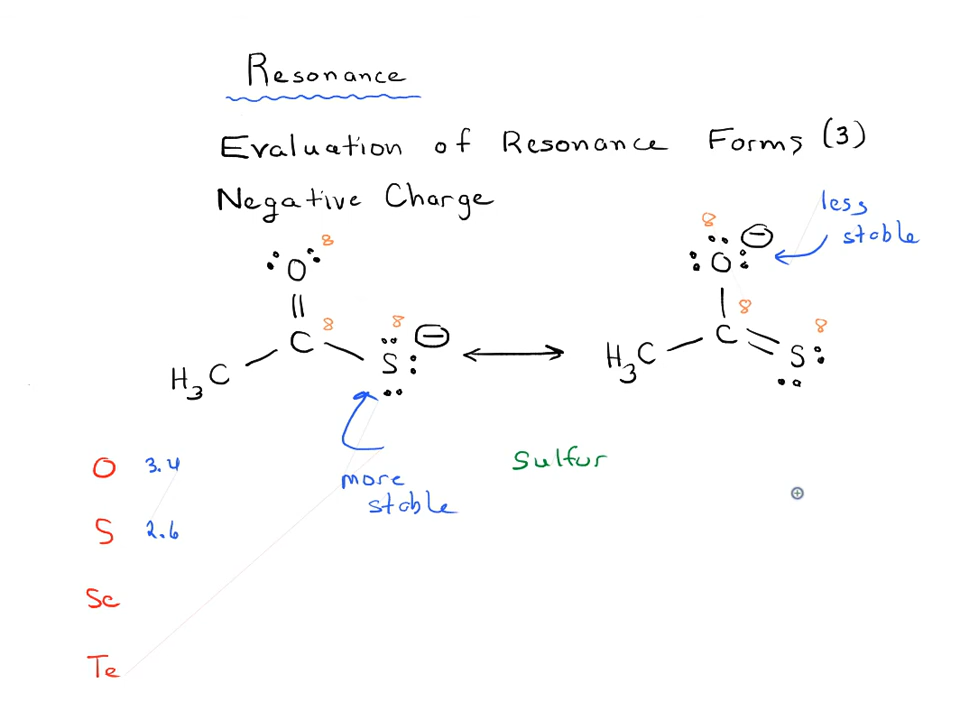 Resonance
Evaluation of Resonance Forms (3)
Negative Charge
less
stable
8
8
O
O
8
8
8
8
C
S
C
S
H3C
H3C
more
stable
Sulfur
O 3.4
S 2.6
Se
Te